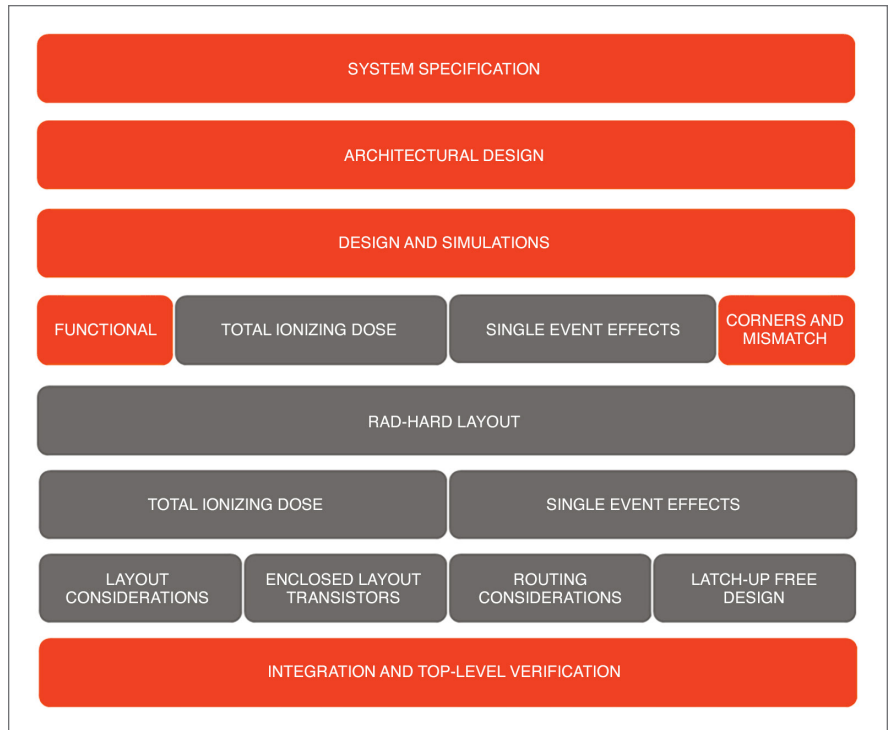 SYSTEM SPECIFICATION
ARCHITECTURAL DESIGN
DESIGN AND SIMULATIONS
FUNCTIONAL
TOTAL IONIZING DOSE
SINGLE EVENT EFFECTS
CORNERS AND
MISMATCH
RAD-HARD LAYOUT
TOTAL IONIZING DOSE
SINGLE EVENT EFFECTS
LAYOUT
CONSIDERATIONS
ENCLOSED LAYOUT
TRANSISTORS
ROUTING
CONSIDERATIONS
LATCH-UP FREE
DESIGN
INTEGRATION AND TOP-LEVEL VERIFICATION